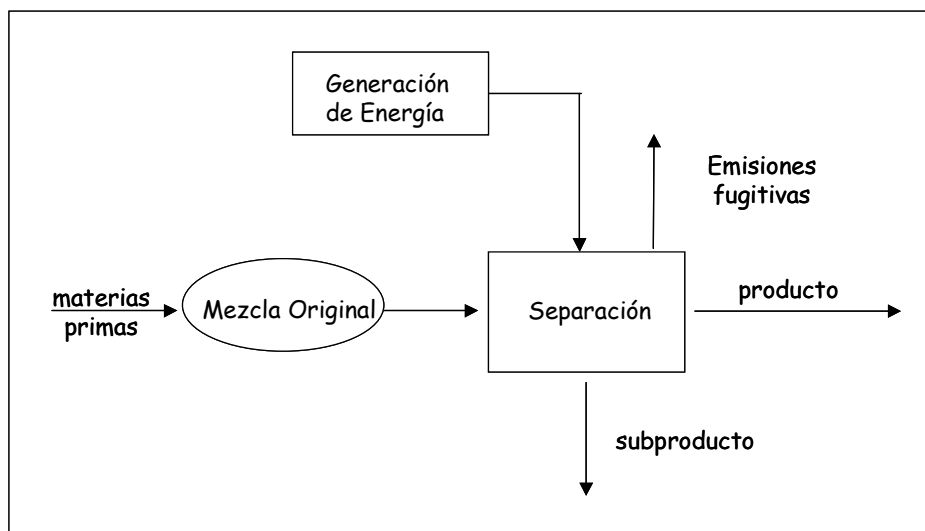 Generación
de Energía
Emisiones
fugitivas
materias
primas
Mezcla Original
Separación
producto
subproducto